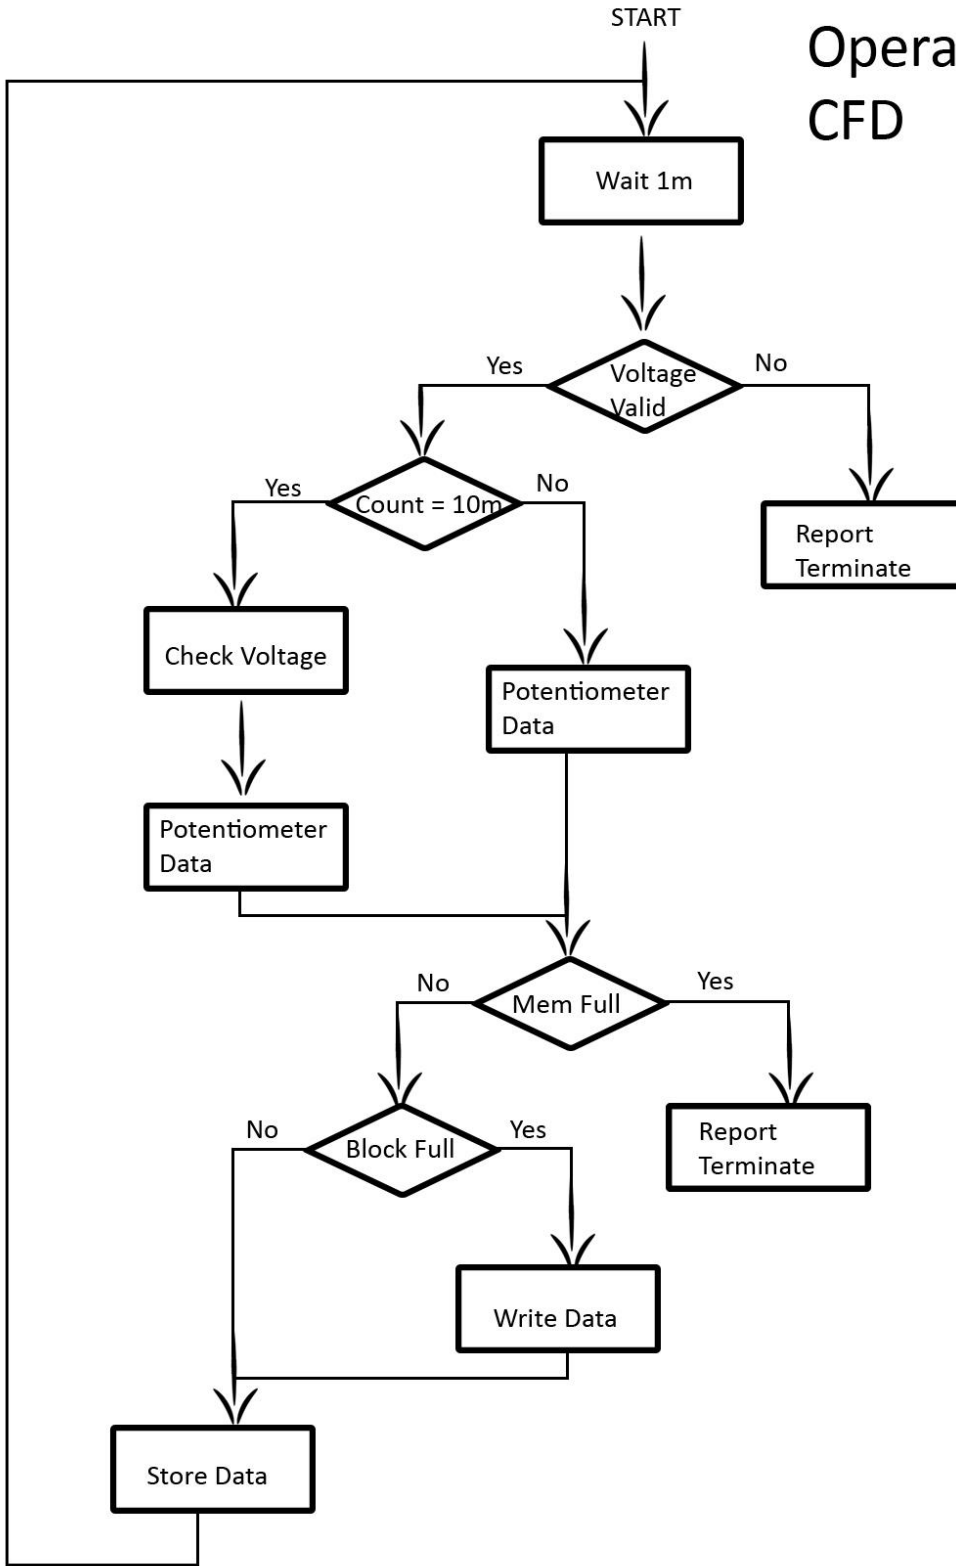 START
Opera
CFD
Wait 1m
Voltage
Valid
Yes
No
Count = 10m
Yes
No
Report
Terminate
Check Voltage
Potentiometer
Data
Potentiometer
Data
Mem Full
No
Yes
Block Full
No
Yes
Report
Terminate
Write Data
Store Data